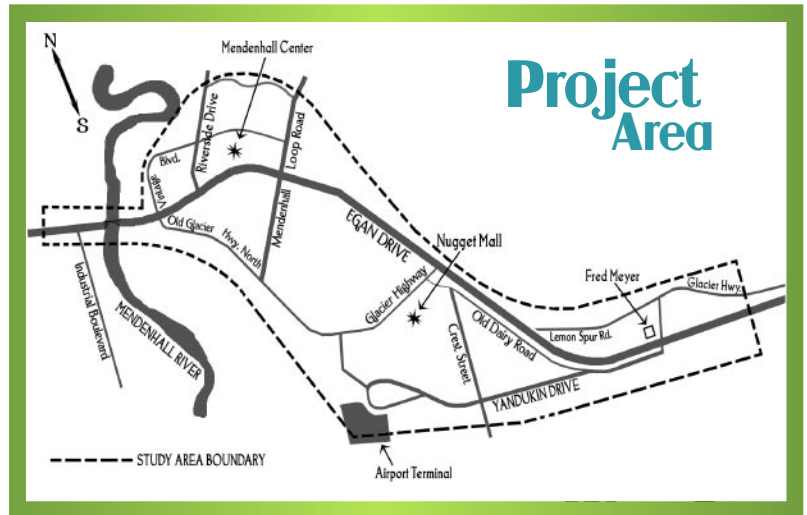 N
S
Mendenhall Center
Project
Area
Riverside Drive
Loop Road
Blvd.
Vintage
Old Glacier
Hwy. North
Mendenhall
EGAN DRIVE
Nugget Mall
Glacier Highway
Fred Meyer
Glacier Hwy.
Industrial Boulevard
MENDENHALL RIVER
Crest. Street
Old Dairy Road
Lemon Spur Rd.
YANDUKIN DRIVE
STUDY AREA BOUNDARY
Airport Terminal